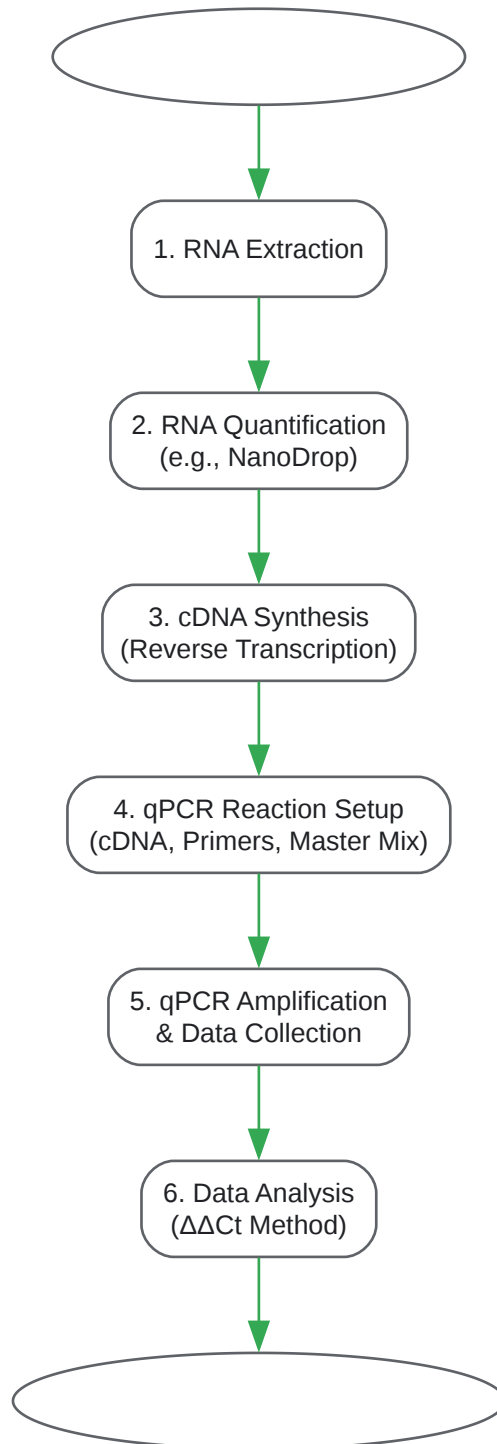 1. RNA Extraction
2. RNA Quantification
(e.g., NanoDrop)
3. cDNA Synthesis
(Reverse Transcription)
4. qPCR Reaction Setup
(cDNA, Primers, Master Mix)
5. qPCR Amplification
& Data Collection
6. Data Analysis
(ΔΔCt Method)